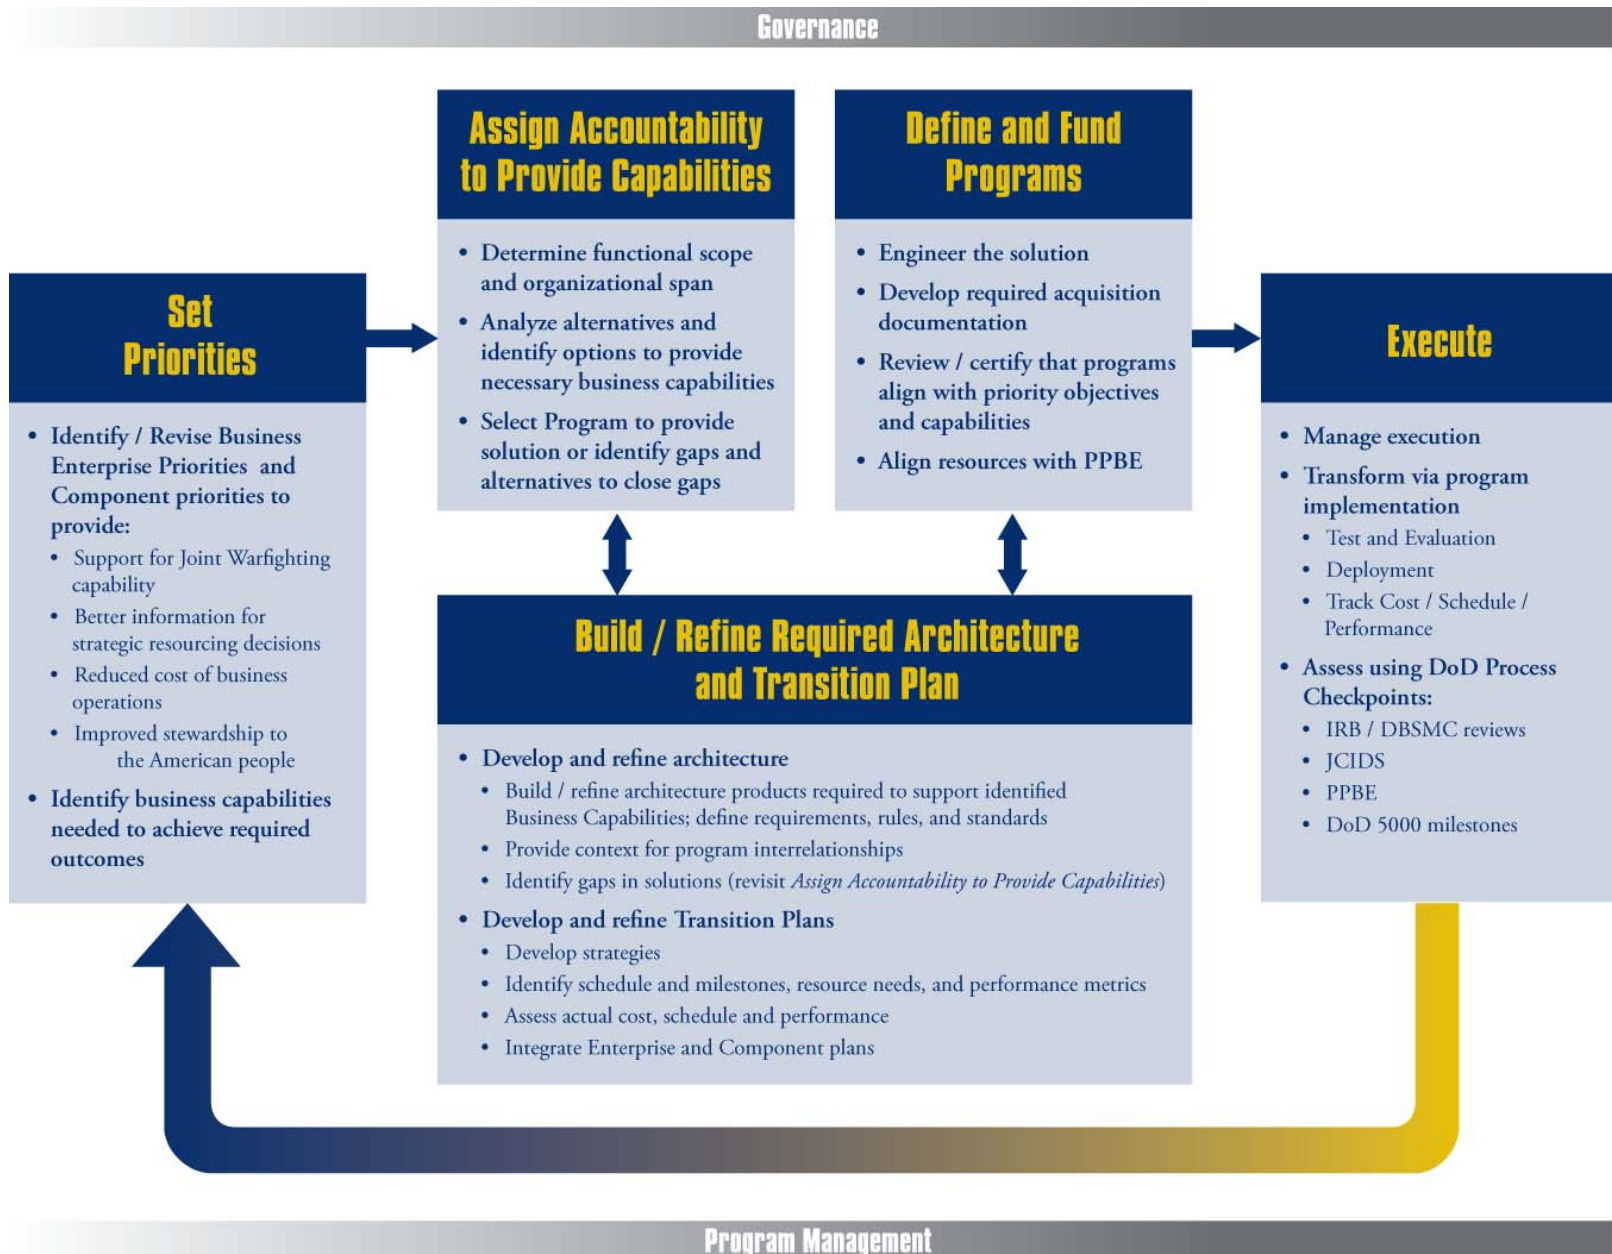 Governance
Set
Priorities
• Identify / Revise Business
Enterprise Priorities and
Component priorities to
provide:
• Support for Joint Warfighting
capability
• Better information for
strategic resourcing decisions
• Reduced cost of business
operations
• Improved stewardship to
the American people
• Identify business capabilities
needed to achieve required
outcomes
Assign Accountability
to Provide Capabilities
• Determine functional scope
and organizational span
• Analyze alternatives and
identify options to provide
necessary business capabilities
• Select Program to provide
solution or identify gaps and
alternatives to close gaps
Define and Fund
Programs
• Engineer the solution
• Develop required acquisition
documentation
• Review / certify that programs
align with priority objectives
and capabilities
• Align resources with PPBE
Build / Refine Required Architecture
and Transition Plan
• Develop and refine architecture
• Build / refine architecture products required to support identified
Business Capabilities; define requirements, rules, and standards
• Provide context for program interrelationships
• Identify gaps in solutions (revisit Assign Accountability to Provide Capabilities)
• Develop and refine Transition Plans
• Develop strategies
• Identify schedule and milestones, resource needs, and performance metrics
• Assess actual cost, schedule and performance
• Integrate Enterprise and Component plans
Execute
• Manage execution
• Transform via program
implementation
• Test and Evaluation
• Deployment
• Track Cost / Schedule /
Performance
• Assess using DoD Process
Checkpoints:
• IRB / DBSMC reviews
• JCIDS
• PPBE
• DoD 5000 milestones
Program Management